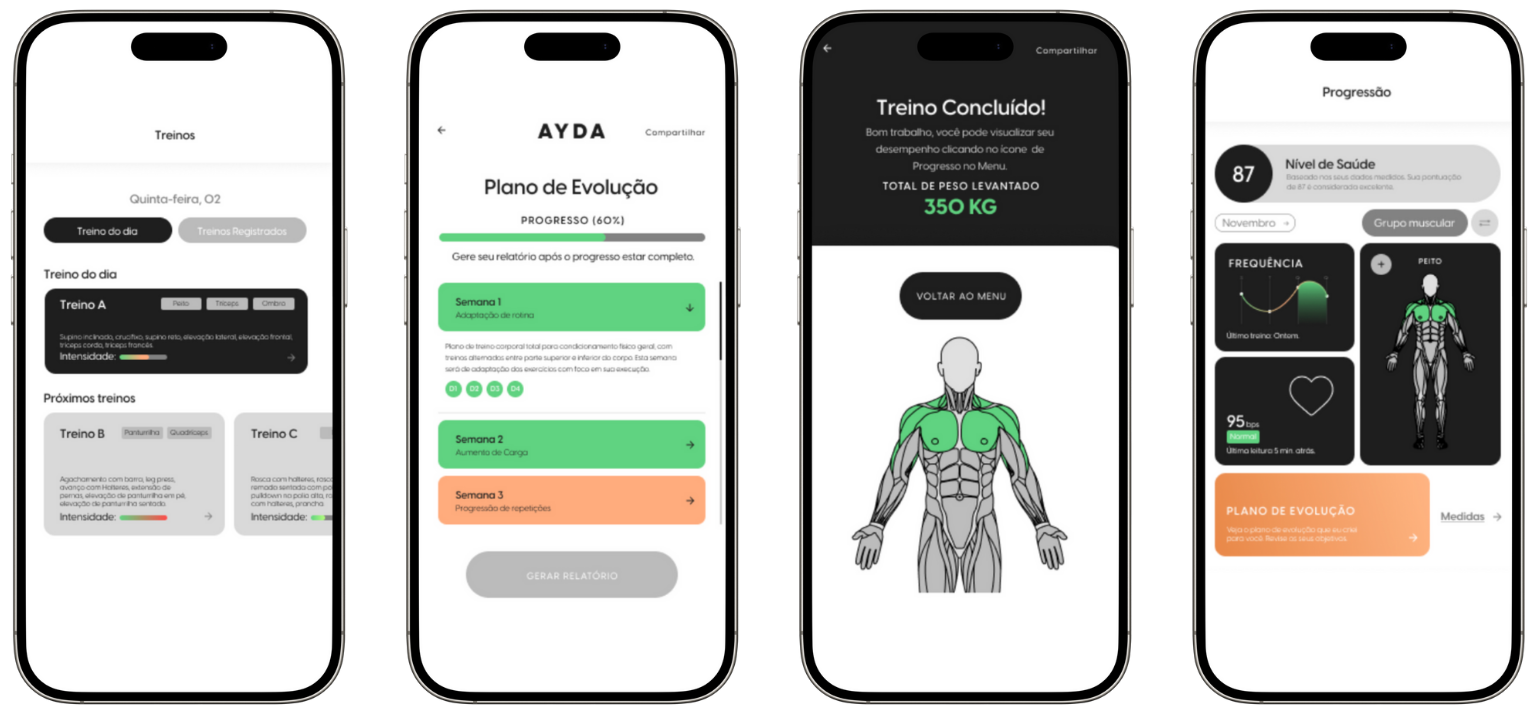 Treinos
Quinta-feira, 02
Treino do dia
Treinos Registrados
Treino do dia
Treino A
Peito
Tríceps
Ombro
Supino inclinado, crucifixo, supino reto, elevação lateral, elevação frontal,
tríceps corda, tríceps francês.
Intensidade:
Próximos treinos
Treino B
Panturrilha
Quadríceps
Agachamento com barra, leg press,
avanço com Halteres, extensão de
pernas, elevação de panturrilha em pé,
elevação de panturrilha sentado.
Intensidade:
Treino C
Rosca com halteres, rosc
remada sentada com
pulldown na polia alta,
com halteres, prancha.
Intensidade:
AYDA
Compartilhar
Plano de Evolução
PROGRESSO (60%)
Gere seu relatório após o progresso estar completo.
Semana 1
Adaptação de rotina
Plano de treino corporal total para condicionamento físico geral, com
treinos alternados entre parte superior e inferior do corpo. Esta semana
será de adaptação dos exercícios com foco em sua execução.
D1 D2 D3 D4
Semana 2
Aumento de Carga
Semana 3
Progressão de repetições
GERAR RELATÓRIO
Compartilhar
Treino Concluído!
Bom trabalho, você pode visualizar seu
desempenho clicando no ícone de
Progresso no Menu.
TOTAL DE PESO LEVANTADO
350 KG
VOLTAR AO MENU
Progressão
87
Nível de Saúde
Baseado nos seus dados medidos. Sua pontuação
de 87 é considerada excelente.
Novembro
Grupo muscular
FREQUÊNCIA
Último treino: Ontem.
PEITO
95 bps
Normal
Última leitura 5 min. atrás.
PLANO DE EVOLUÇÃO
Veja o plano de evolução que eu criei
para você. Revise os seus objetivos.
Medidas